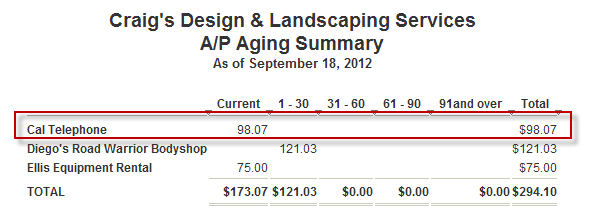 Craig's Design & Landscaping Services
A/P Aging Summary
As of September 18, 2012
Current 1 - 30 31 - 60 61 - 90 91and over Total
Cal Telephone 98.07 $98.07
Diego's Road Warrior Bodyshop 121.03 $121.03
Ellis Equipment Rental 75.00 $75.00
TOTAL $173.07 $121.03 $0.00 $0.00 $0.00 $294.10